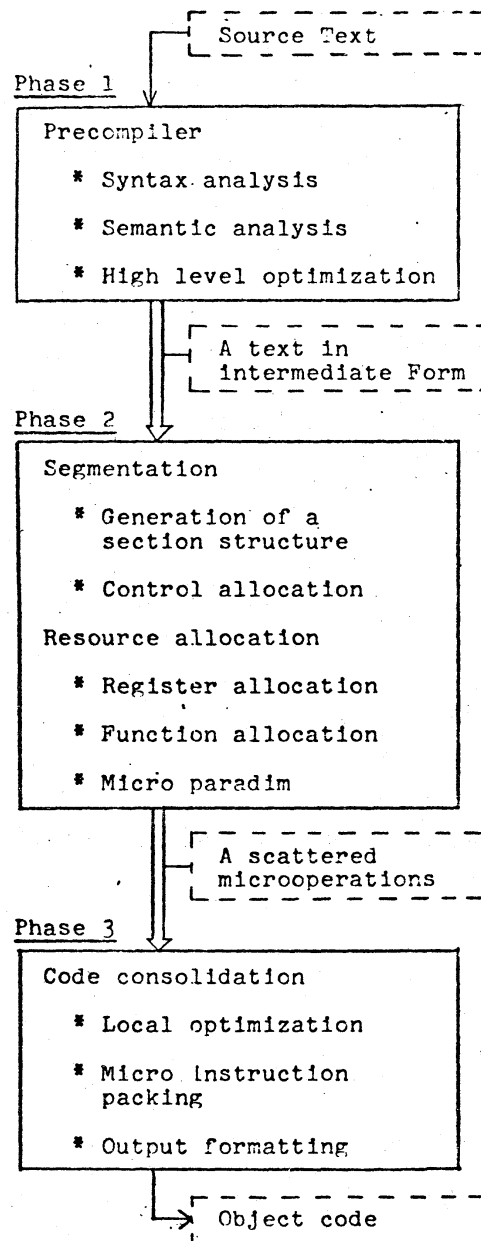 Source Text
Phase 1
Precompiler
* Syntax analysis
* Semantic analysis
* High level optimization
A text in
intermediate Form
Phase 2
Segmentation
* Generation of a
section structure
* Control allocation
Resource allocation
* Register allocation
* Function allocation
* Micro paradim
A scattered
microoperations
Phase 3
Code consolidation
* Local optimization
* Micro instruction
packing
* Output formatting
Object code